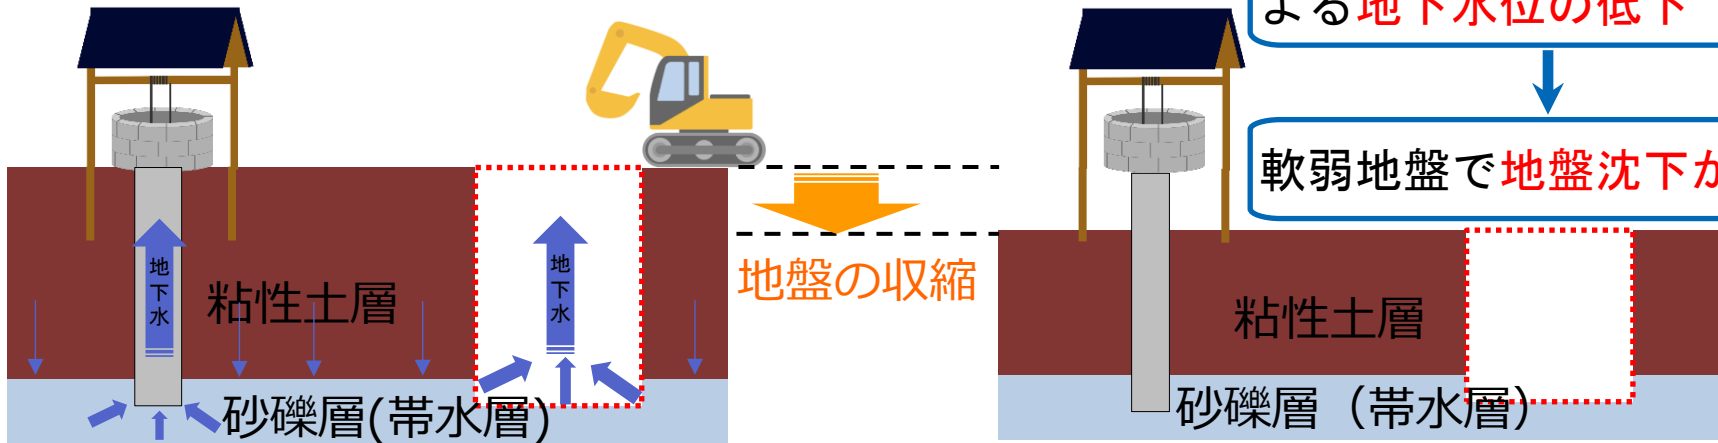 よる地下水位の低下
軟弱地盤で地盤沈下が
地下水
地下水
粘性土層
地盤の収縮
粘性土層
砂礫層(帯水層)
砂礫層（帯水層）